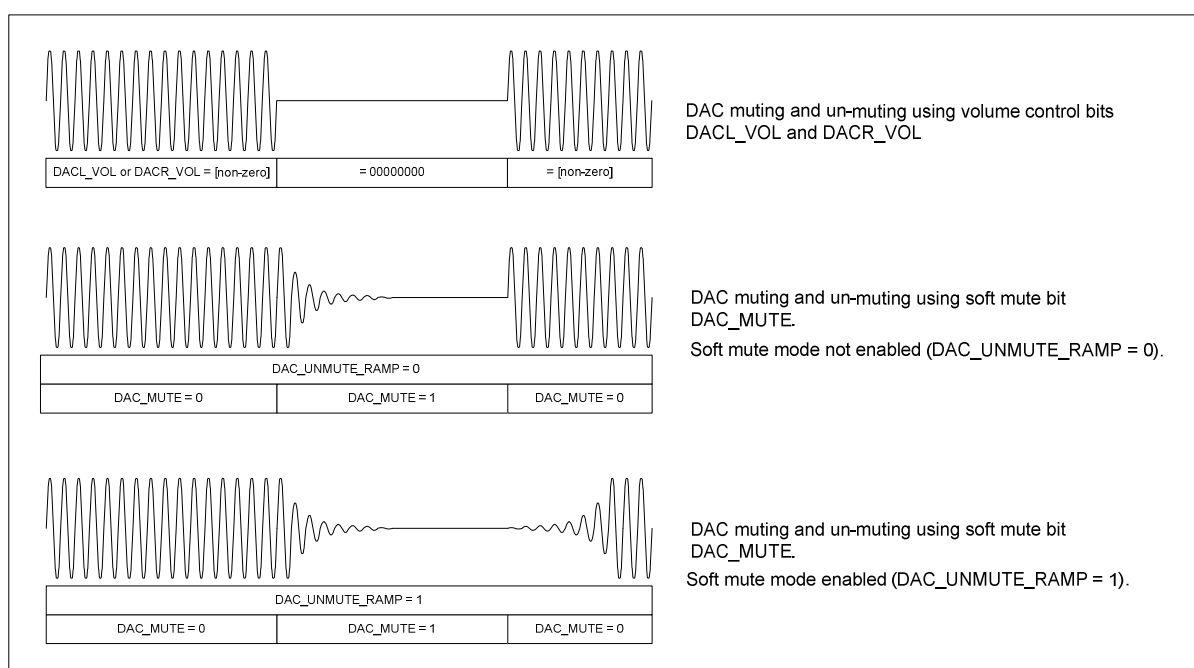 DAC muting and un-muting using volume control bits
DACL_VOL and DACR_VOL
DACL_VOL or DACR_VOL = [non-zero]
= 00000000
= [non-zero]
DAC muting and un-muting using soft mute bit
DAC_MUTE.
Soft mute mode not enabled (DAC_UNMUTE_RAMP = 0).
DAC_UNMUTE_RAMP = 0
DAC_MUTE = 0
DAC_MUTE = 1
DAC_MUTE = 0
DAC muting and un-muting using soft mute bit
DAC_MUTE.
Soft mute mode enabled (DAC_UNMUTE_RAMP = 1).
DAC_UNMUTE_RAMP = 1
DAC_MUTE = 0
DAC_MUTE = 1
DAC_MUTE = 0